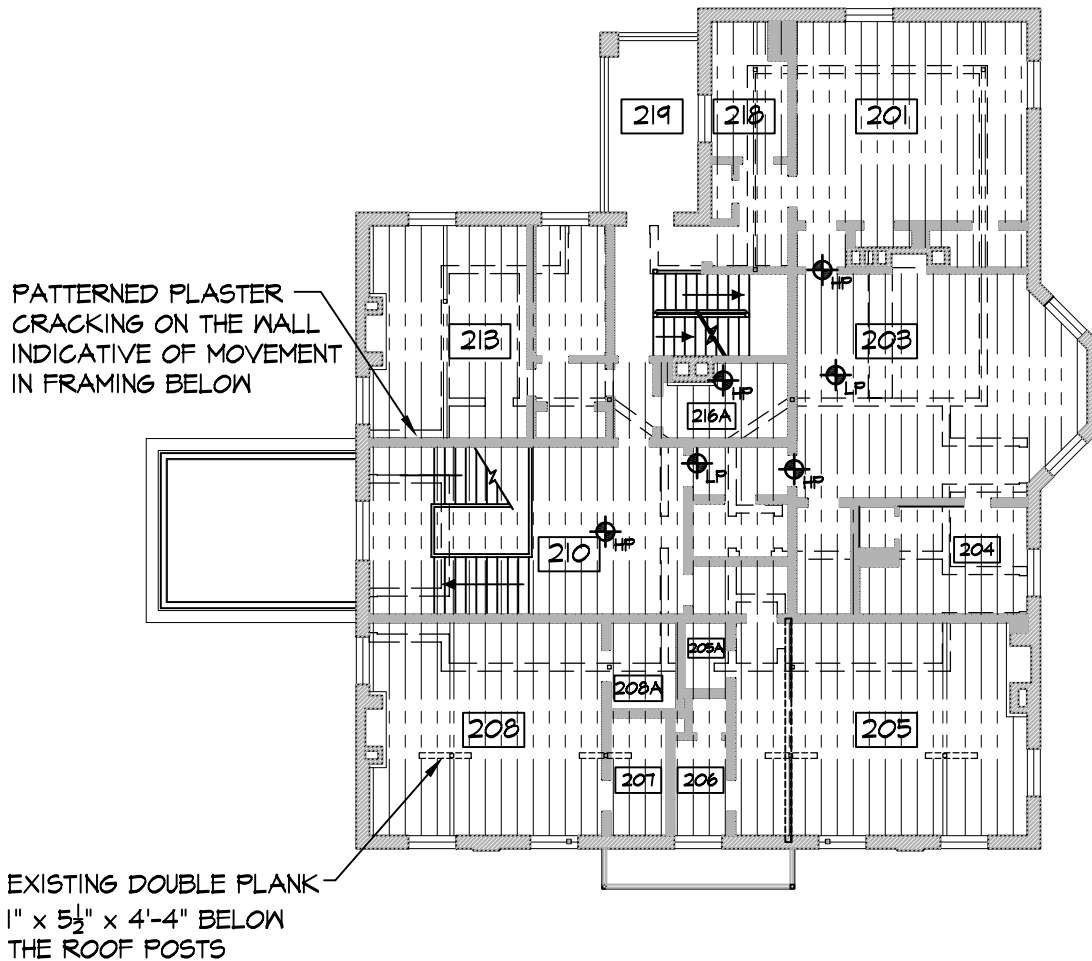 219
218
201
PATTERNED PLASTER
CRACKING ON THE WALL
INDICATIVE OF MOVEMENT
IN FRAMING BELOW
213
HP
203
LP
HP
216A
LP
HP
210
HP
204
205A
208A
208
205
207
206
EXISTING DOUBLE PLANK
1" x 5½" x 4'-4" BELOW
THE ROOF POSTS